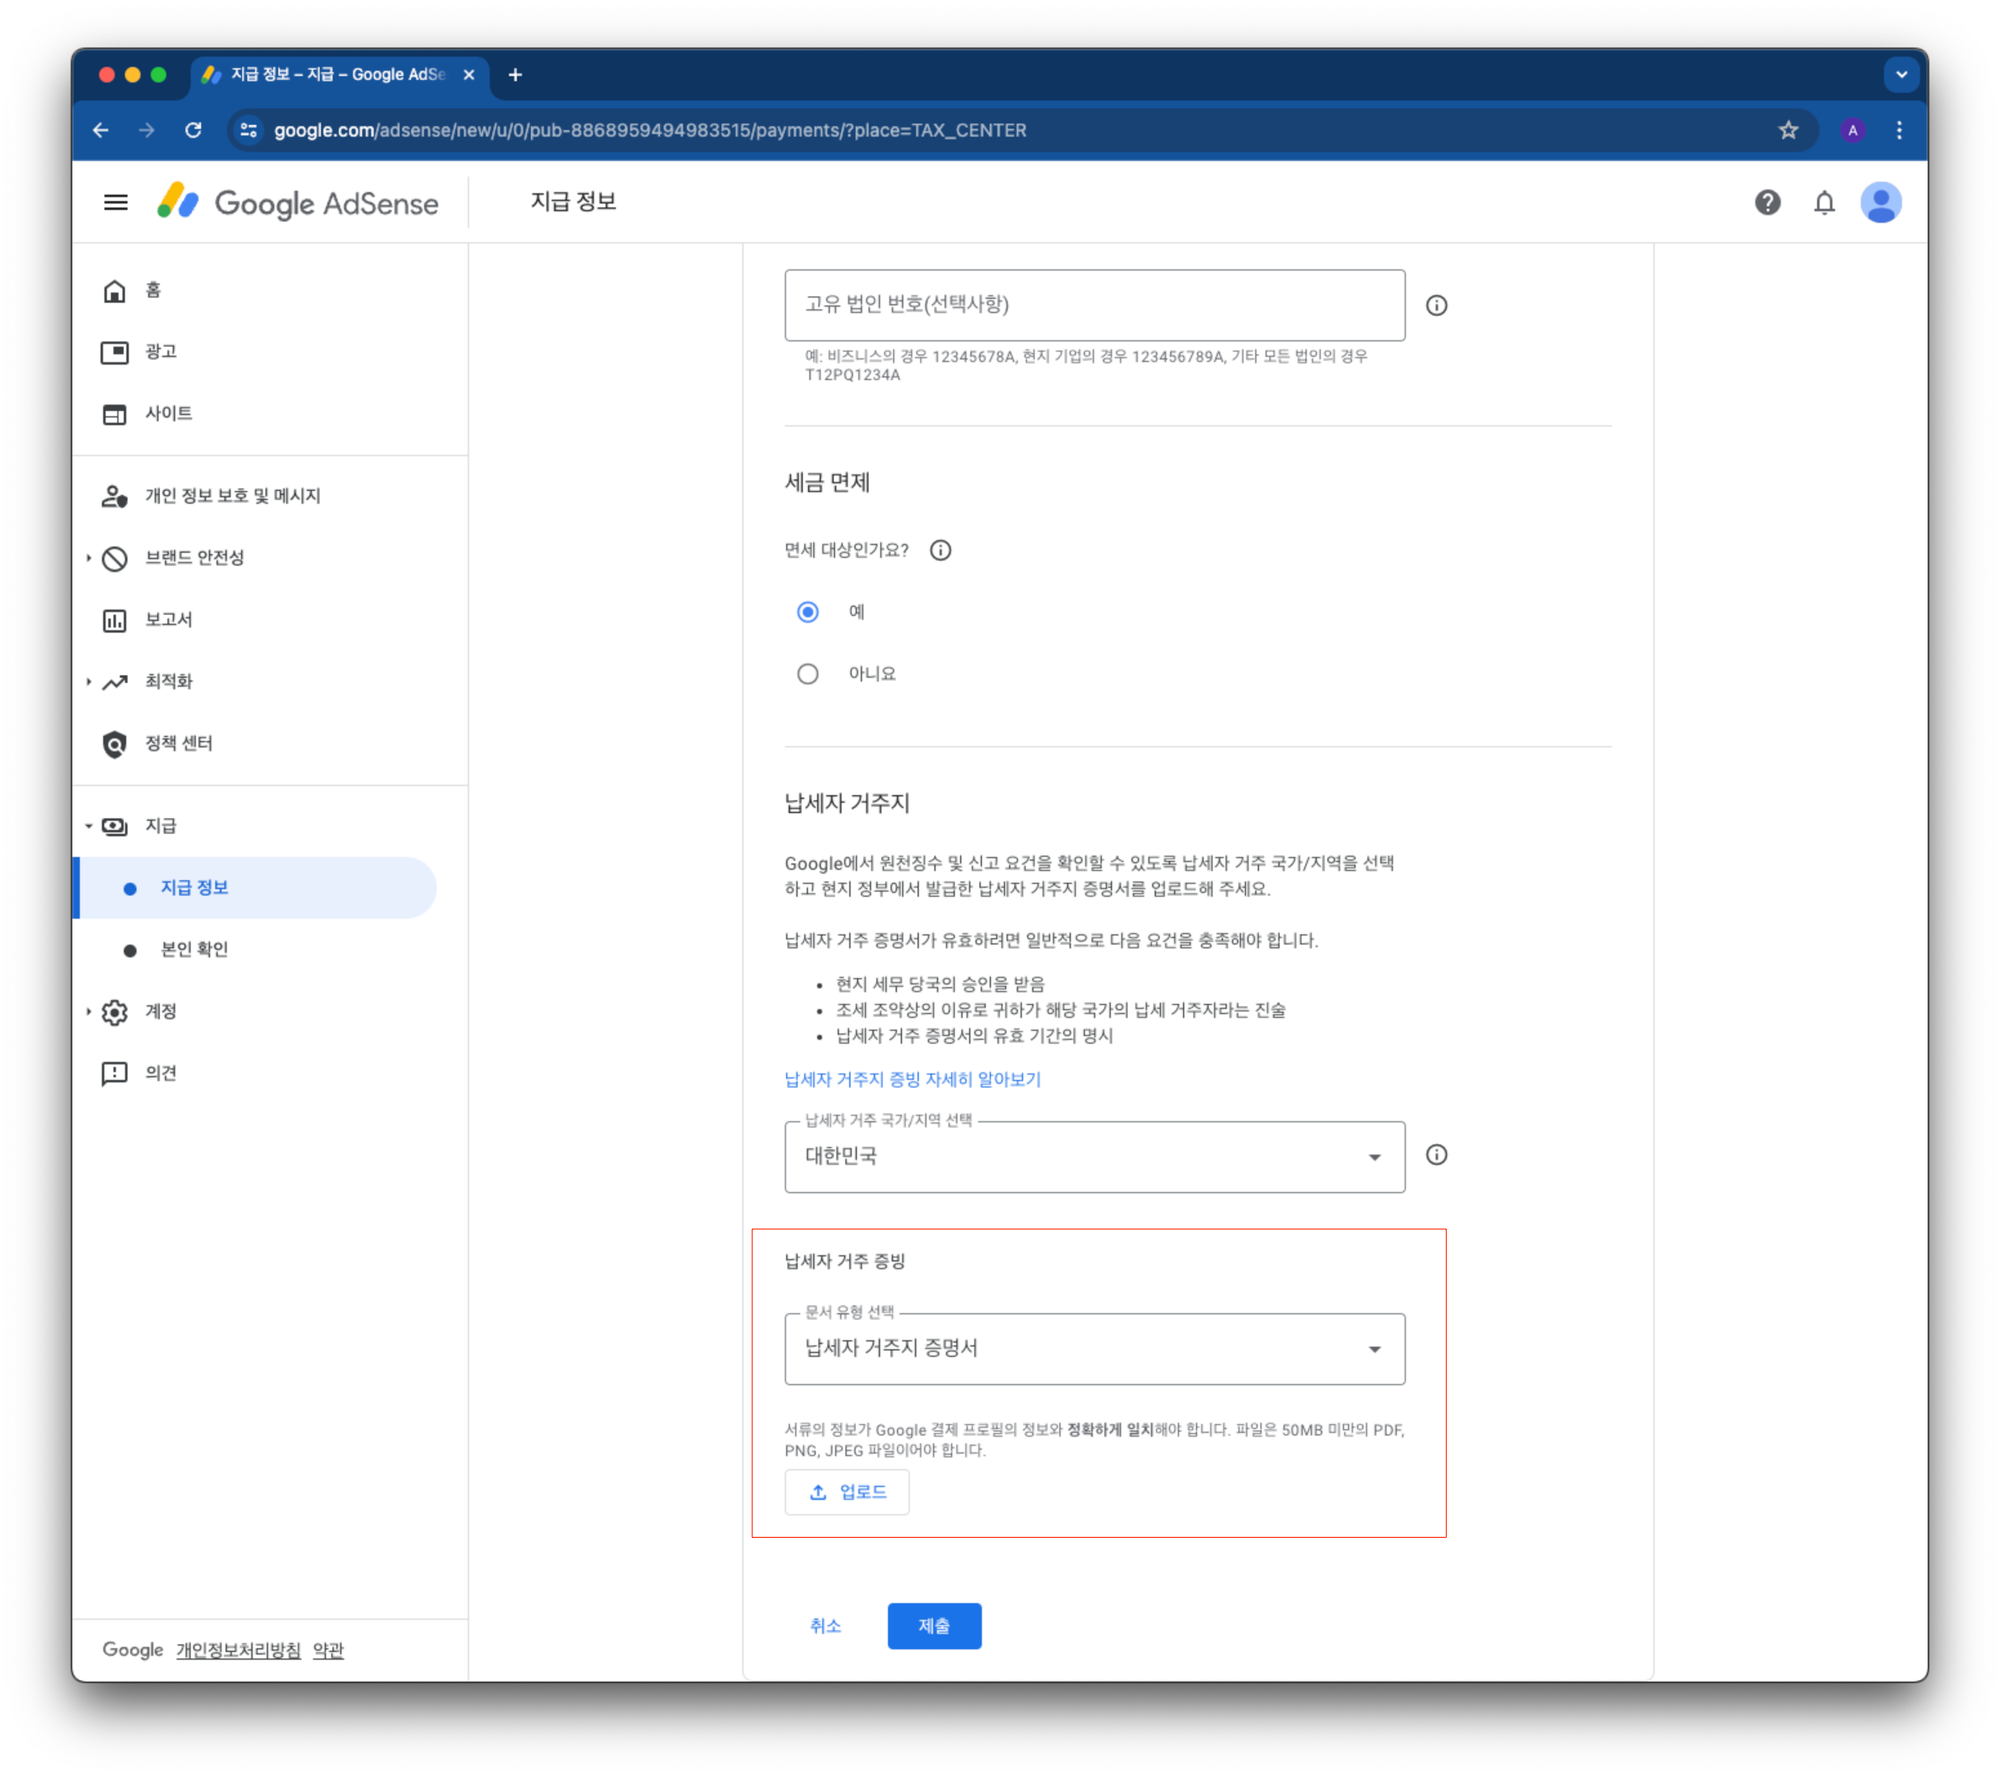 지급 정보 – 지급 – Google AdSe
google.com/adsense/new/u/0/pub-8868959494983515/payments/?place=TAX_CENTER
A
Google AdSense
지급 정보
홈
광고
사이트
개인 정보 보호 및 메시지
브랜드 안전성
보고서
최적화
정책 센터
지급
지급 정보
본인 확인
계정
의견
Google 개인정보처리방침 약관
고유 법인 번호(선택사항)
예: 비즈니스의 경우 12345678A, 현지 기업의 경우 123456789A, 기타 모든 법인의 경우
T12PQ1234A
세금 면제
면세 대상인가요?
예
아니요
납세자 거주지
Google에서 원천징수 및 신고 요건을 확인할 수 있도록 납세자 거주 국가/지역을 선택
하고 현지 정부에서 발급한 납세자 거주지 증명서를 업로드해 주세요.
납세자 거주 증명서가 유효하려면 일반적으로 다음 요건을 충족해야 합니다.
• 현지 세무 당국의 승인을 받음
• 조세 조약상의 이유로 귀하가 해당 국가의 납세 거주자라는 진술
• 납세자 거주 증명서의 유효 기간의 명시
납세자 거주지 증빙 자세히 알아보기
납세자 거주 국가/지역 선택
대한민국
납세자 거주 증빙
문서 유형 선택
납세자 거주지 증명서
서류의 정보가 Google 결제 프로필의 정보와 정확하게 일치해야 합니다. 파일은 50MB 미만의 PDF,
PNG, JPEG 파일이어야 합니다.
업로드
취소
제출